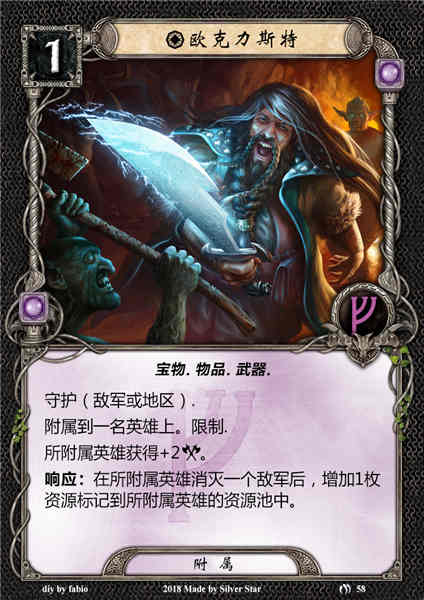 1
欧克力斯特
宝物. 物品. 武器.
守护（敌军或地区）.
附属到一名英雄上。限制.
所附属英雄获得+2。
响应：在所附属英雄消灭一个敌军后，增加1枚
资源标记到所附属英雄的资源池中。
附属
diy by fabio
2018 Made by Silver Star
58